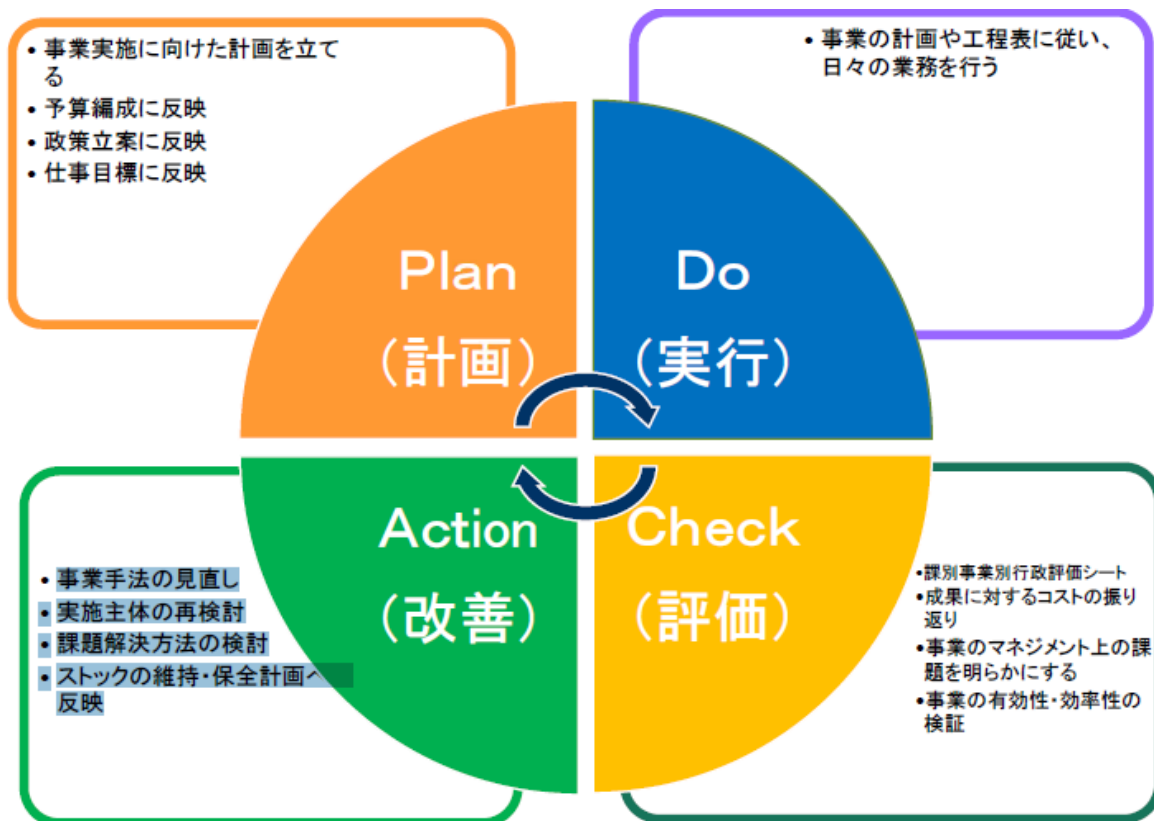 • 事業実施に向けた計画を立て
る
• 予算編成に反映
• 政策立案に反映
• 仕事目標に反映
• 事業の計画や工程表に従い、
日々の業務を行う
Plan
（計画）
Do
（実行）
Action
（改善）
Check
（評価）
• 事業手法の見直し
• 実施主体の再検討
• 課題解決方法の検討
• ストックの維持・保全計画へ
反映
•課別事業別行政評価シート
•成果に対するコストの振り
返り
•事業のマネジメント上の課
題を明らかにする
•事業の有効性・効率性の
検証